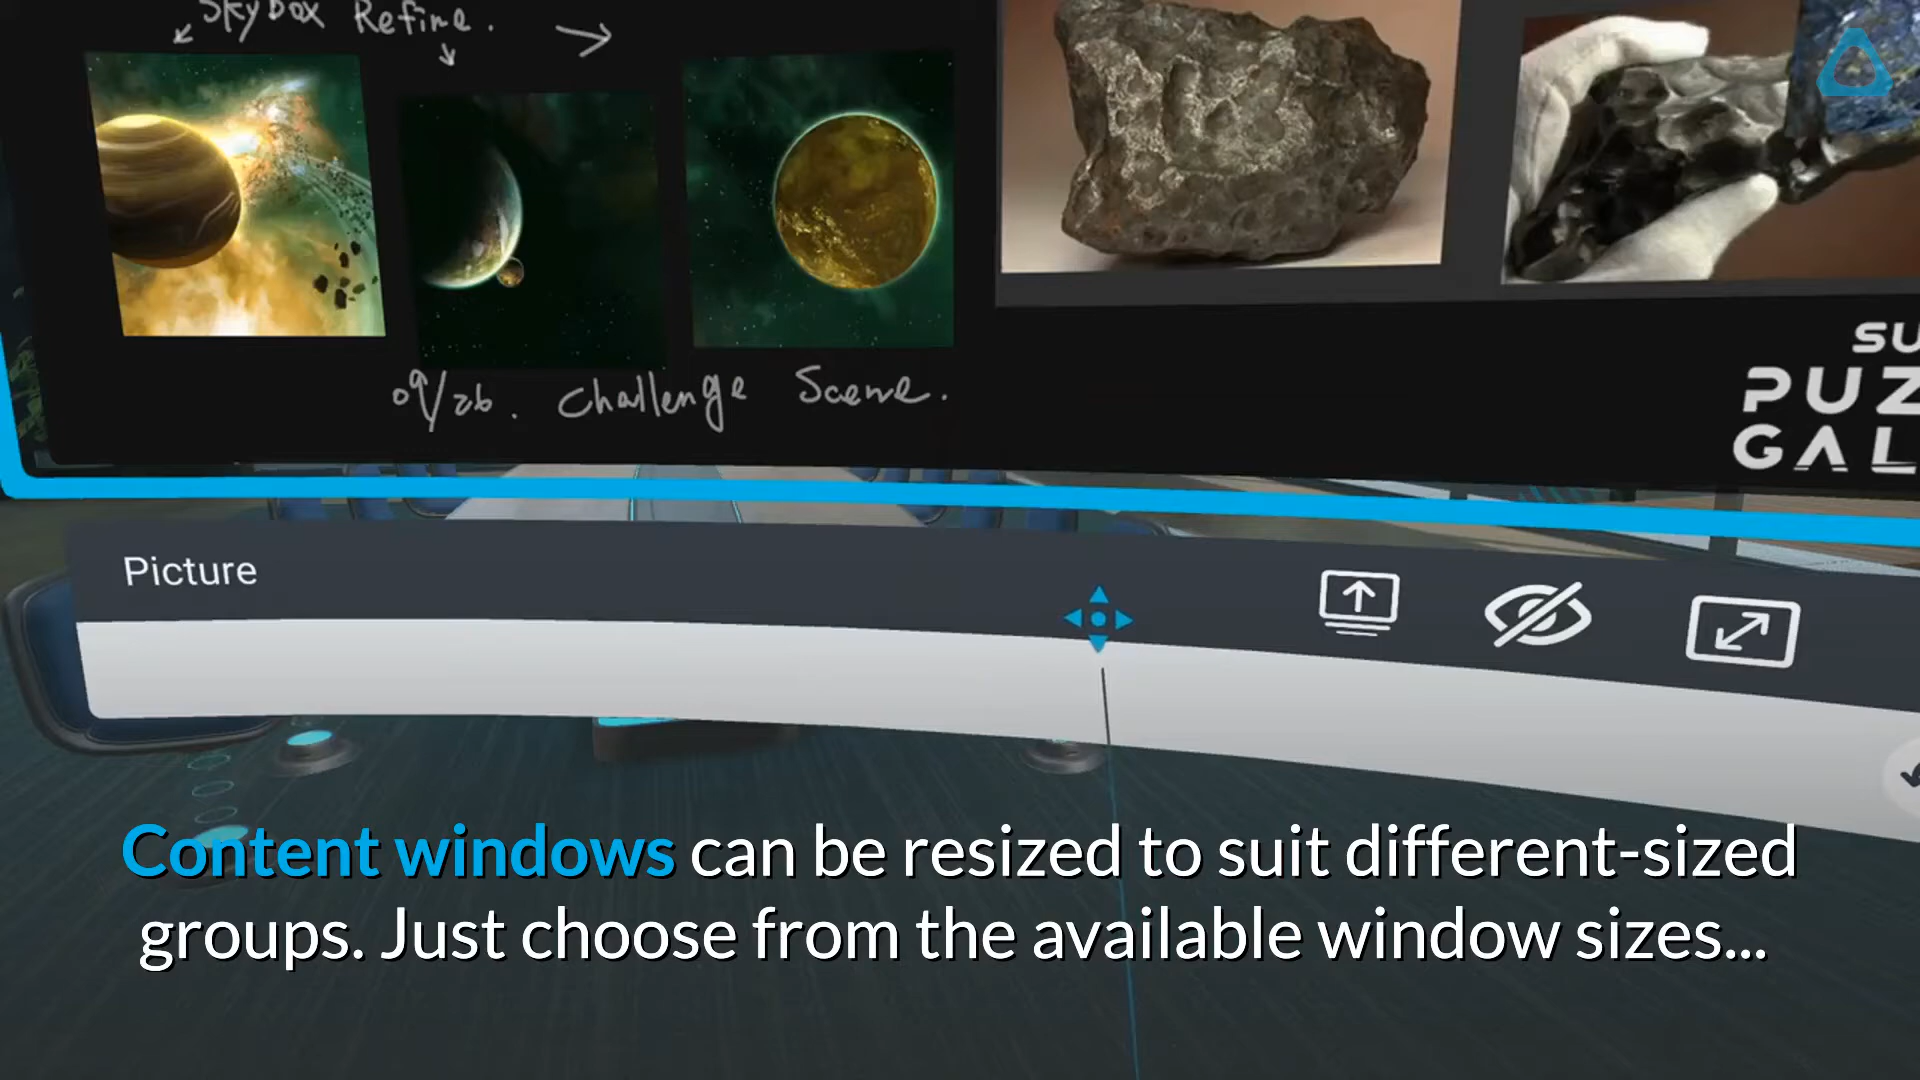 Skybox Refine.
09/26. Challenge Scene.
SU
PUZ
GAL
Picture
Content windows can be resized to suit different-sized
groups. Just choose from the available window sizes...